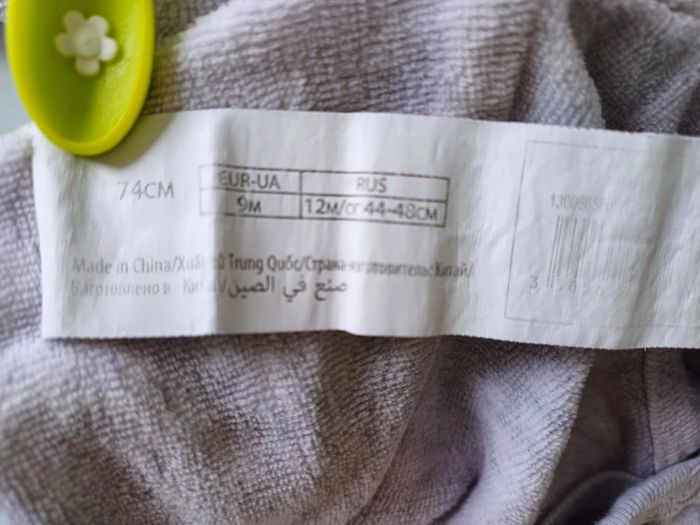 74CM
EUR-UA RUS
9M 12M/от 44-48CM
Made in China/Xuất xứ Trung Quốc/Страна-изготовитель: Китай/
Виготовлено в Китаї/صنع في الصين